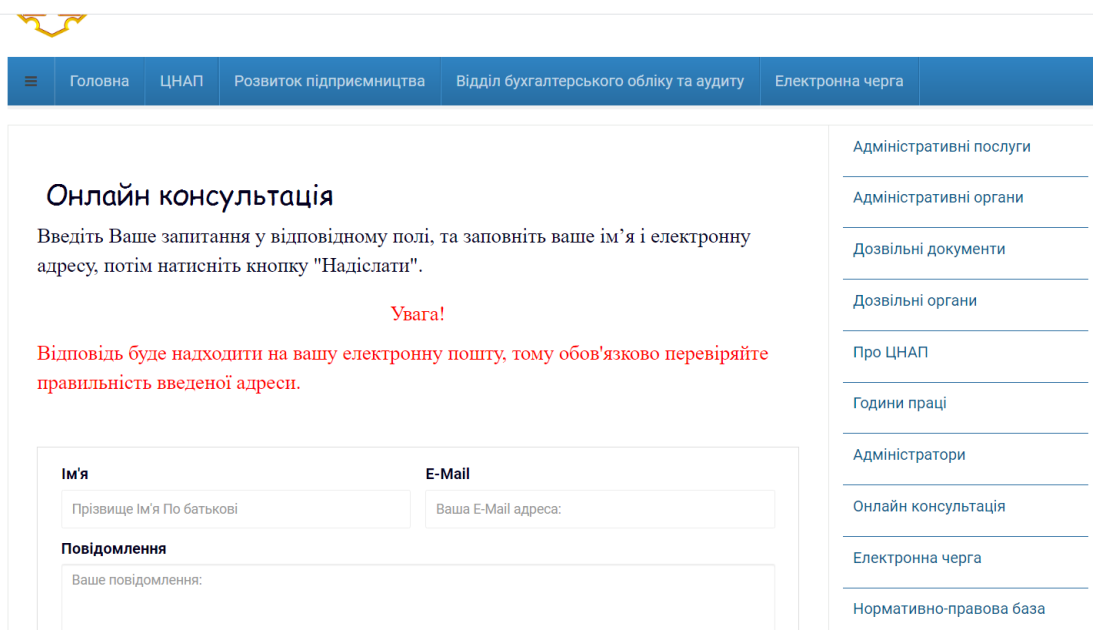 Головна ЦНАП Розвиток підприємництва Відділ бухгалтерського обліку та аудиту Електронна черга
Онлайн консультація
Введіть Ваше запитання у відповідному полі, та заповніть ваше ім’я і електронну
адресу, потім натисніть кнопку "Надіслати".
Увага!
Відповідь буде надходити на вашу електронну пошту, тому обов'язково перевіряйте
правильність введеної адреси.
Ім'я E-Mail
Прізвище Ім'я По батькові Ваша E-Mail адреса:
Повідомлення
Ваше повідомлення:
Адміністративні послуги
Адміністративні органи
Дозвільні документи
Дозвільні органи
Про ЦНАП
Години праці
Адміністратори
Онлайн консультація
Електронна черга
Нормативно-правова база